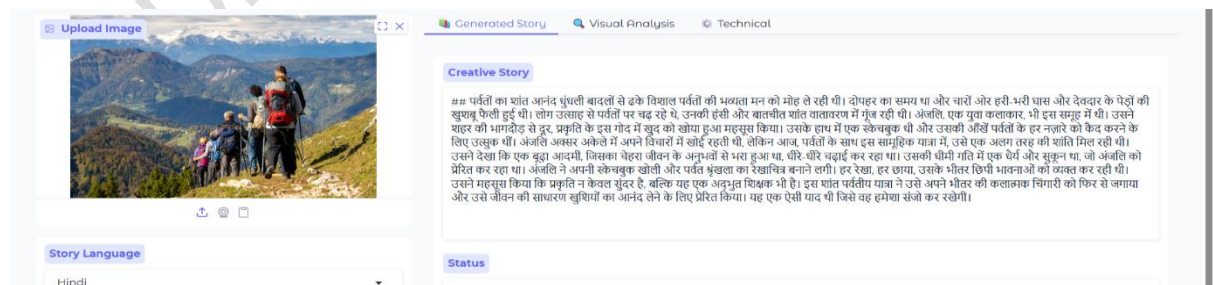 Upload Image
Generated Story
Visual Analysis
Technical
Creative Story
## पर्वतों का शांत आनंद धुंधली बादलों से ढके विशाल पर्वतों की भव्यता मन को मोह ले रही थी। दोपहर का समय था और चारों ओर हरी-भरी घास और देवदार के पेड़ों की
खुशबू फैली हुई थी। लोग उत्साह से पर्वतों पर चढ़ रहे थे, उनकी हंसी और बातचीत शांत वातावरण में गूंज रही थी। अंजलि, एक युवा कलाकार, भी इस समूह में थी। उसने
शहर की भागदौड़ से दूर, प्रकृति के इस गोद में खुद को खोया हुआ महसूस किया। उसके हाथ में एक स्केचबुक थी और उसकी आँखें पर्वतों के हर नज़ारे को कैद करने के
लिए उत्सुक थीं। अंजलि अक्सर अकेले में अपने विचारों में खोई रहती थी, लेकिन आज, पर्वतों के साथ इस सामूहिक यात्रा में, उसे एक अलग तरह की शांति मिल रही थी।
उसने देखा कि एक बूढ़ा आदमी, जिसका चेहरा जीवन के अनुभवों से भरा हुआ था, धीरे-धीरे चढ़ाई कर रहा था। उसकी धीमी गति में एक धैर्य और सुकून था, जो अंजलि को
प्रेरित कर रहा था। अंजलि ने अपनी स्केचबुक खोली और पर्वत श्रृंखला का रेखाचित्र बनाने लगी। हर रेखा, हर छाया, उसके भीतर छिपी भावनाओं को व्यक्त कर रही थी।
उसने महसूस किया कि प्रकृति न केवल सुंदर है, बल्कि यह एक अद्भुत शिक्षक भी है। इस शांत पर्वतीय यात्रा ने उसे अपने भीतर की कलात्मक चिंगारी को फिर से जगाया
और उसे जीवन की साधारण खुशियों का आनंद लेने के लिए प्रेरित किया। यह एक ऐसी याद थी जिसे वह हमेशा संजो कर रखेगी।
Story Language
Hindi
Status